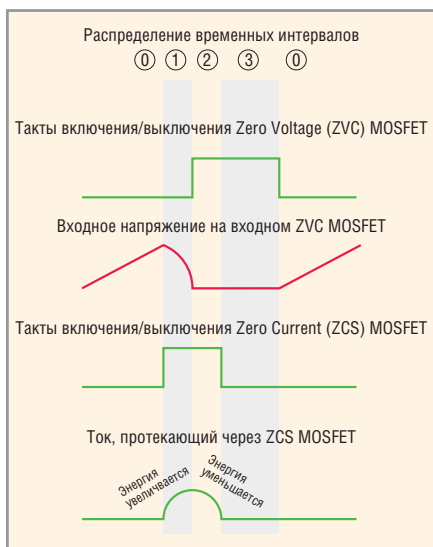 Распределение временных интервалов
0 1 2 3 0
Такты включения/выключения Zero Voltage (ZVC) MOSFET
Входное напряжение на входном ZVC MOSFET
Такты включения/выключения Zero Current (ZCS) MOSFET
Ток, протекающий через ZCS MOSFET
Энергия
увеличвается
Энергия
уменьшается